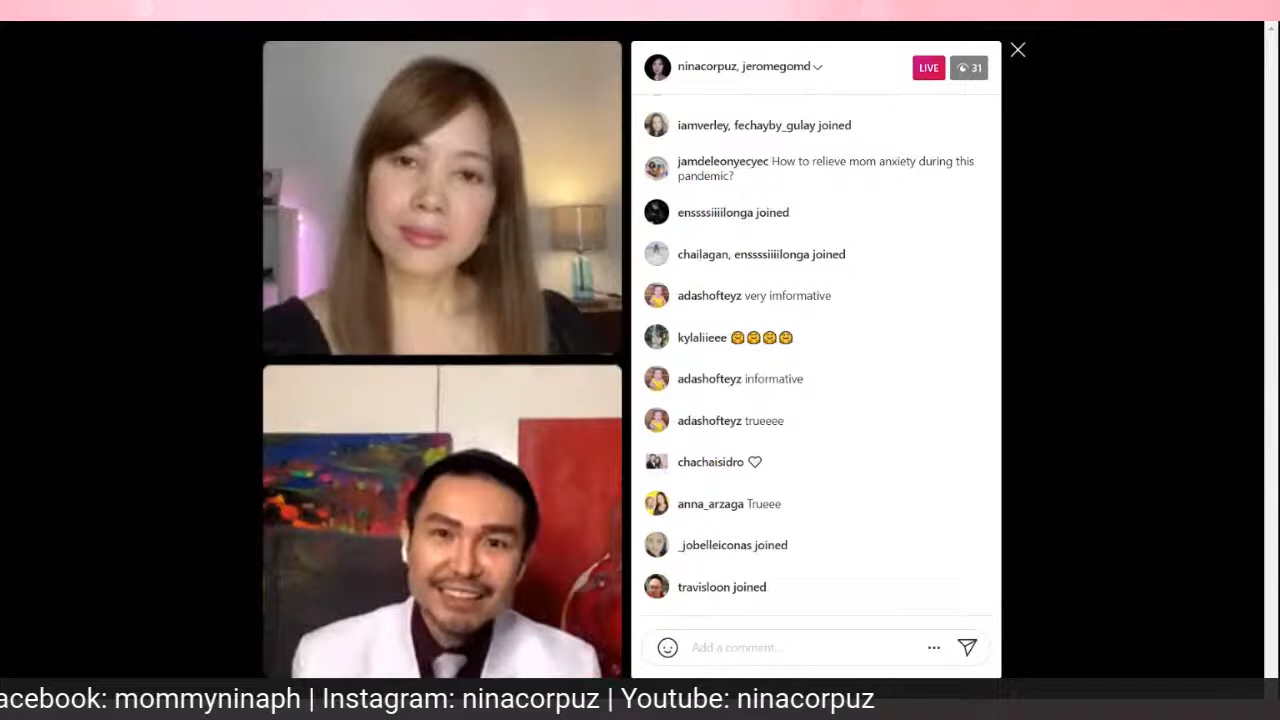 ninacorpuz, jeromegomd
LIVE
31
iamverley, fechayby_gulay joined
jamdeleonyecyec How to relieve mom anxiety during this
pandemic?
enssssiiiilonga joined
chailagan, enssssiiiilonga joined
adashofteyz very imformative
kylaliieee
adashofteyz informative
adashofteyz trueeee
chachaisidro
anna_arzaga Trueee
_jobelleiconas joined
travisloon joined
Add a comment...
acebook: mommyninaph | Instagram: ninacorpuz | Youtube: ninacorpuz